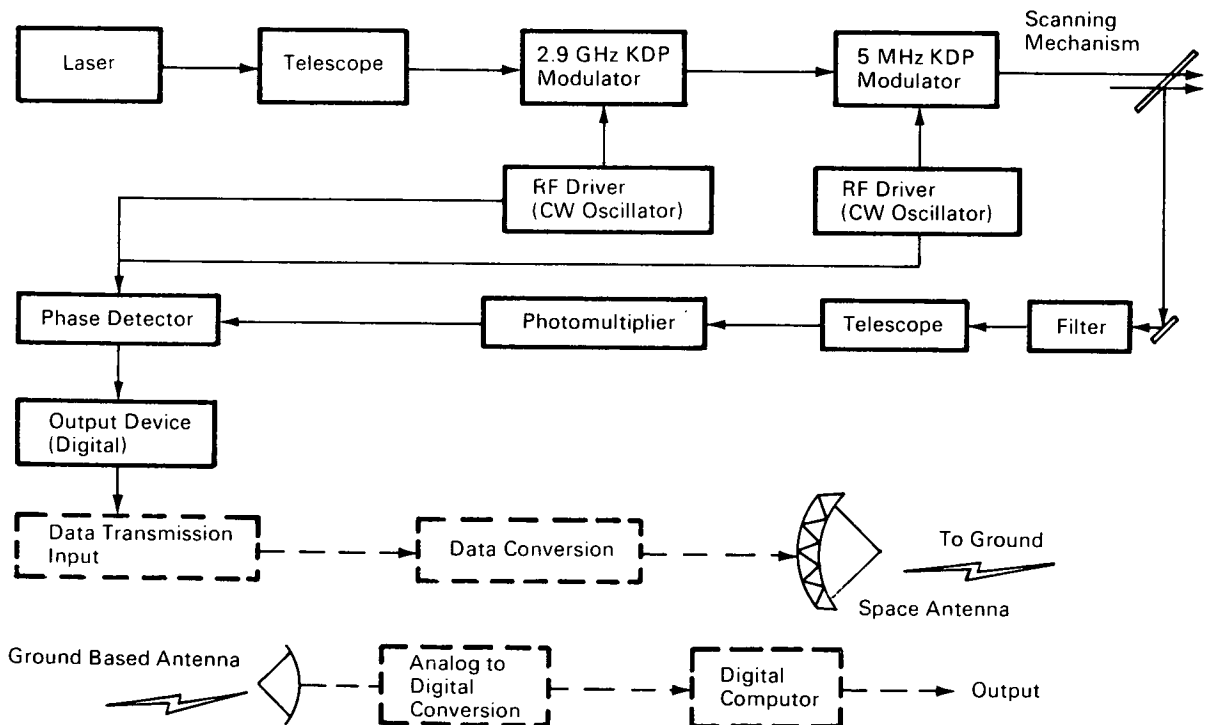 Scanning
Mechanism
Laser
Telescope
2.9 GHz KDP
Modulator
5 MHz KDP
Modulator
RF Driver
(CW Oscillator)
RF Driver
(CW Oscillator)
Phase Detector
Photomultiplier
Telescope
Filter
Output Device
(Digital)
Data Transmission
Input
Data Conversion
To Ground
Space Antenna
Ground Based Antenna
Analog to
Digital
Conversion
Digital
Computor
Output